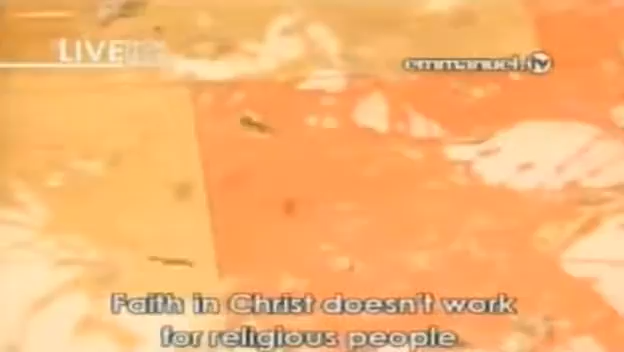 LIVE
emmanuel.tv
Faith in Christ doesn't work
for religious people